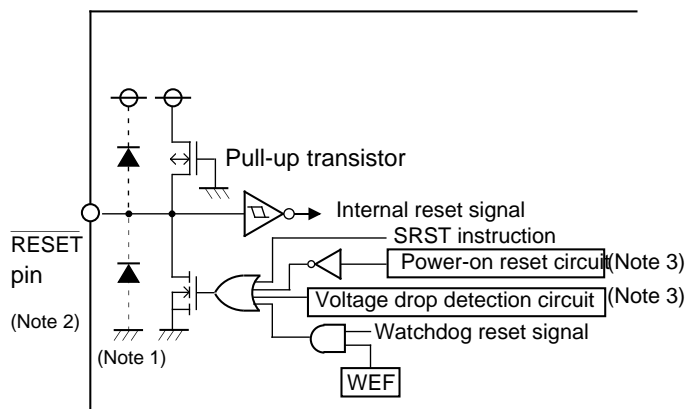 Pull-up transistor
Internal reset signal
SRST instruction
RESET
pin
Power-on reset circuit(Note 3)
Voltage drop detection circuit (Note 3)
(Note 2)
(Note 1)
Watchdog reset signal
WEF